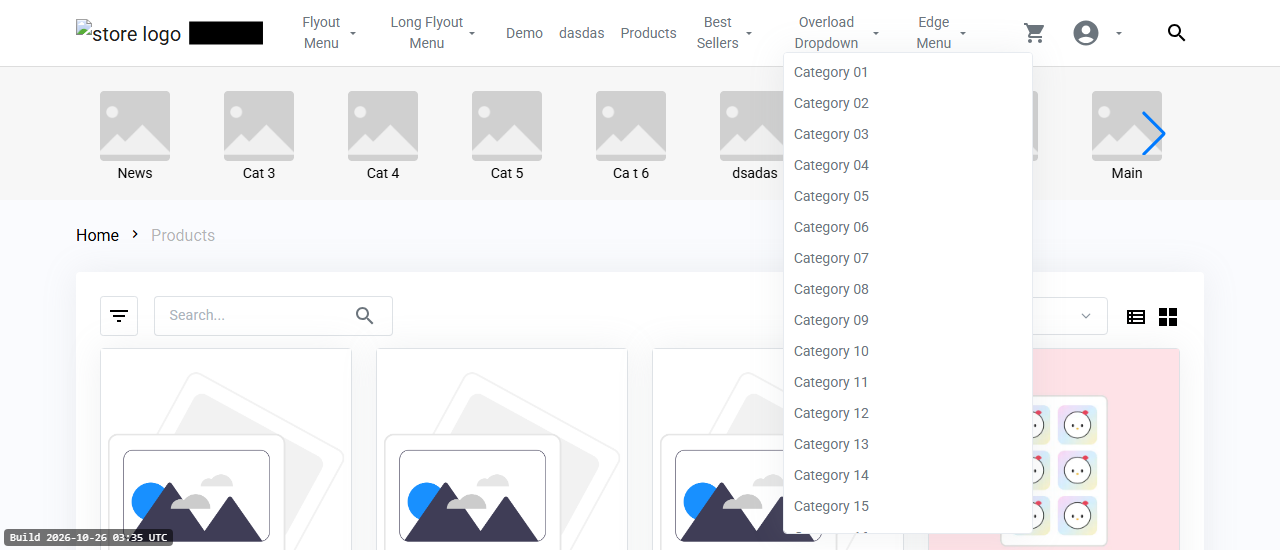 store logo
Flyout Menu
Long Flyout Menu
Demo
dasdas
Products
Best Sellers
Overload Dropdown
Edge Menu
Category 01
Category 02
Category 03
Category 04
Category 05
Category 06
Category 07
Category 08
Category 09
Category 10
Category 11
Category 12
Category 13
Category 14
Category 15
News
Cat 3
Cat 4
Cat 5
Ca t 6
dsadas
Main
Home
Products
Search...
Build 2026-10-26 03:35 UTC